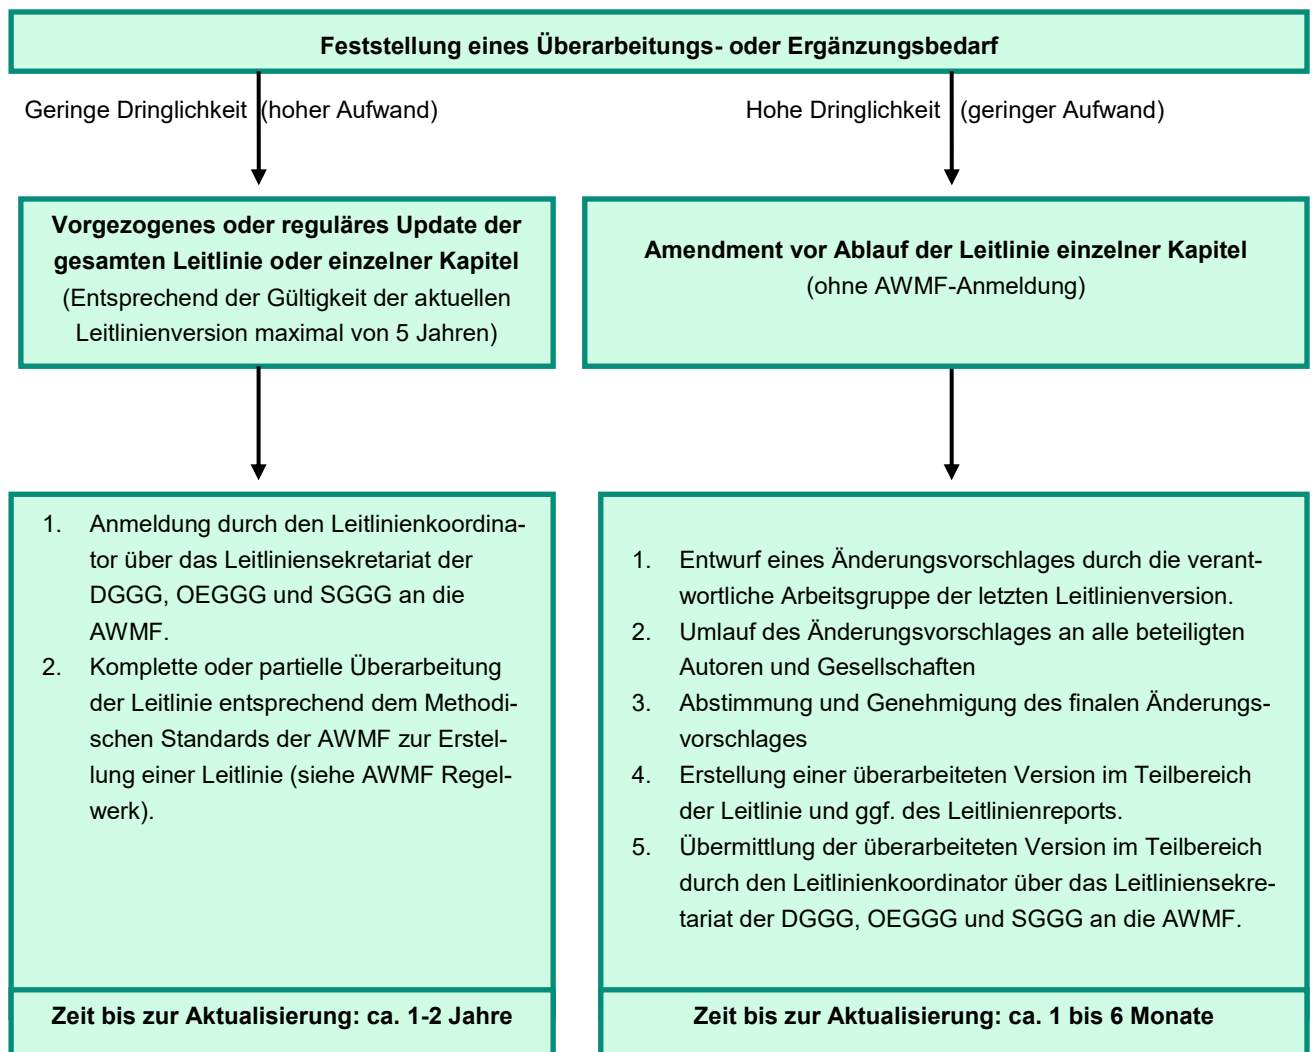 Feststellung eines Überarbeitungs- oder Ergänzungsbedarf
Geringe Dringlichkeit (hoher Aufwand)
Hohe Dringlichkeit (geringer Aufwand)
Vorgezogenes oder reguläres Update der
gesamten Leitlinie oder einzelner Kapitel
(Entsprechend der Gültigkeit der aktuellen
Leitlinienversion maximal von 5 Jahren)
Amendment vor Ablauf der Leitlinie einzelner Kapitel
(ohne AWMF-Anmeldung)
1. Anmeldung durch den Leitlinienkoordina-
tor über das Leitliniensekretariat der
DGGG, OEGGG und SGGG an die
AWMF.
2. Komplette oder partielle Überarbeitung
der Leitlinie entsprechend dem Methodi-
schen Standards der AWMF zur Erstel-
lung einer Leitlinie (siehe AWMF Regel-
werk).
Zeit bis zur Aktualisierung: ca. 1-2 Jahre
1. Entwurf eines Änderungsvorschlages durch die verant-
wortliche Arbeitsgruppe der letzten Leitlinienversion.
2. Umlauf des Änderungsvorschlages an alle beteiligten
Autoren und Gesellschaften
3. Abstimmung und Genehmigung des finalen Änderungs-
vorschlages
4. Erstellung einer überarbeiteten Version im Teilbereich
der Leitlinie und ggf. des Leitlinienreports.
5. Übermittlung der überarbeiteten Version im Teilbereich
durch den Leitlinienkoordinator über das Leitliniensekre-
tariat der DGGG, OEGGG und SGGG an die AWMF.
Zeit bis zur Aktualisierung: ca. 1 bis 6 Monate